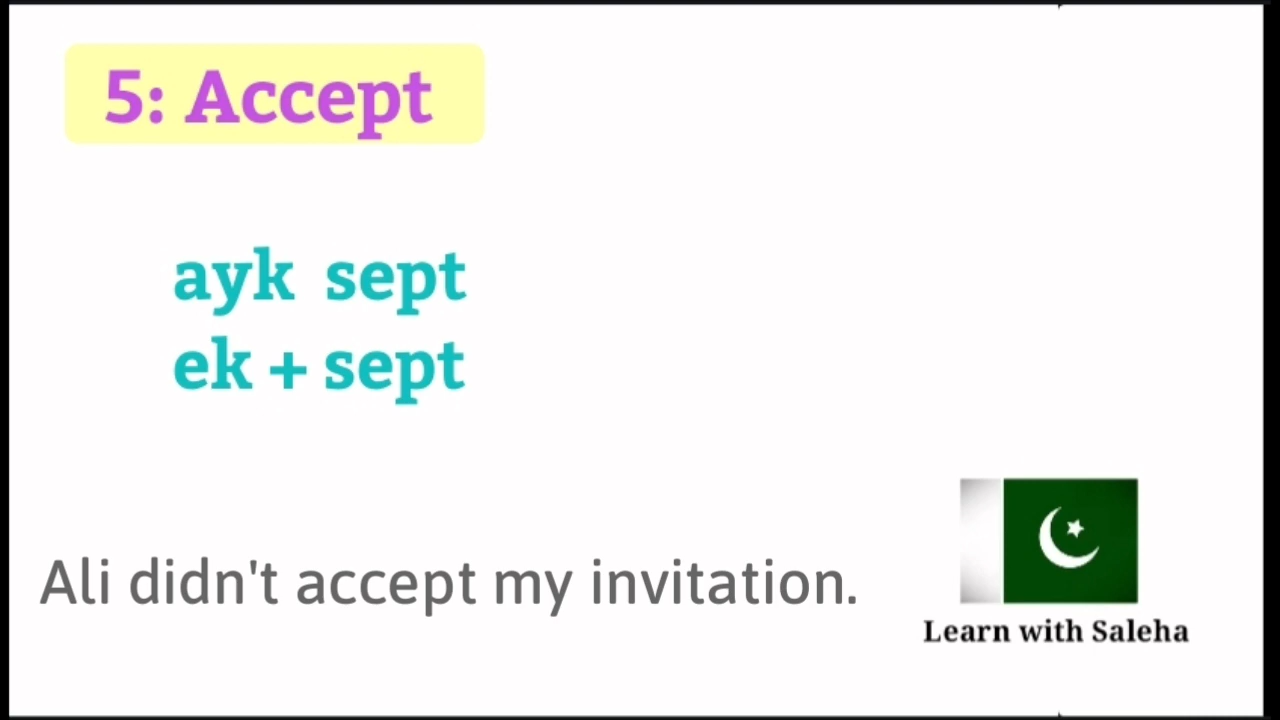 5: Accept
ayk sept
ek + sept
Ali didn't accept my invitation.
Learn with Saleha